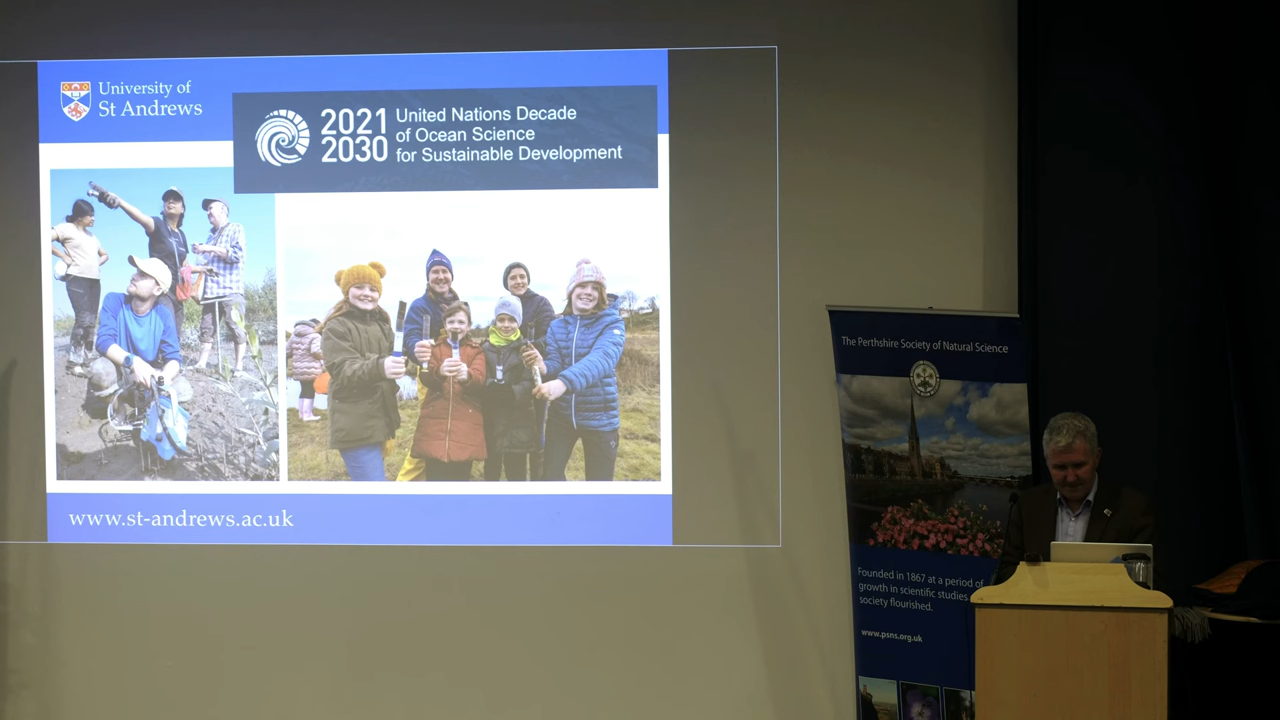 University of
St Andrews
2021
2030
United Nations Decade
of Ocean Science
for Sustainable Development
www.st-andrews.ac.uk
The Perthshire Society of Natural Science
Founded in 1867 at a period of
growth in scientific studies
society flourished.
www.psns.org.uk